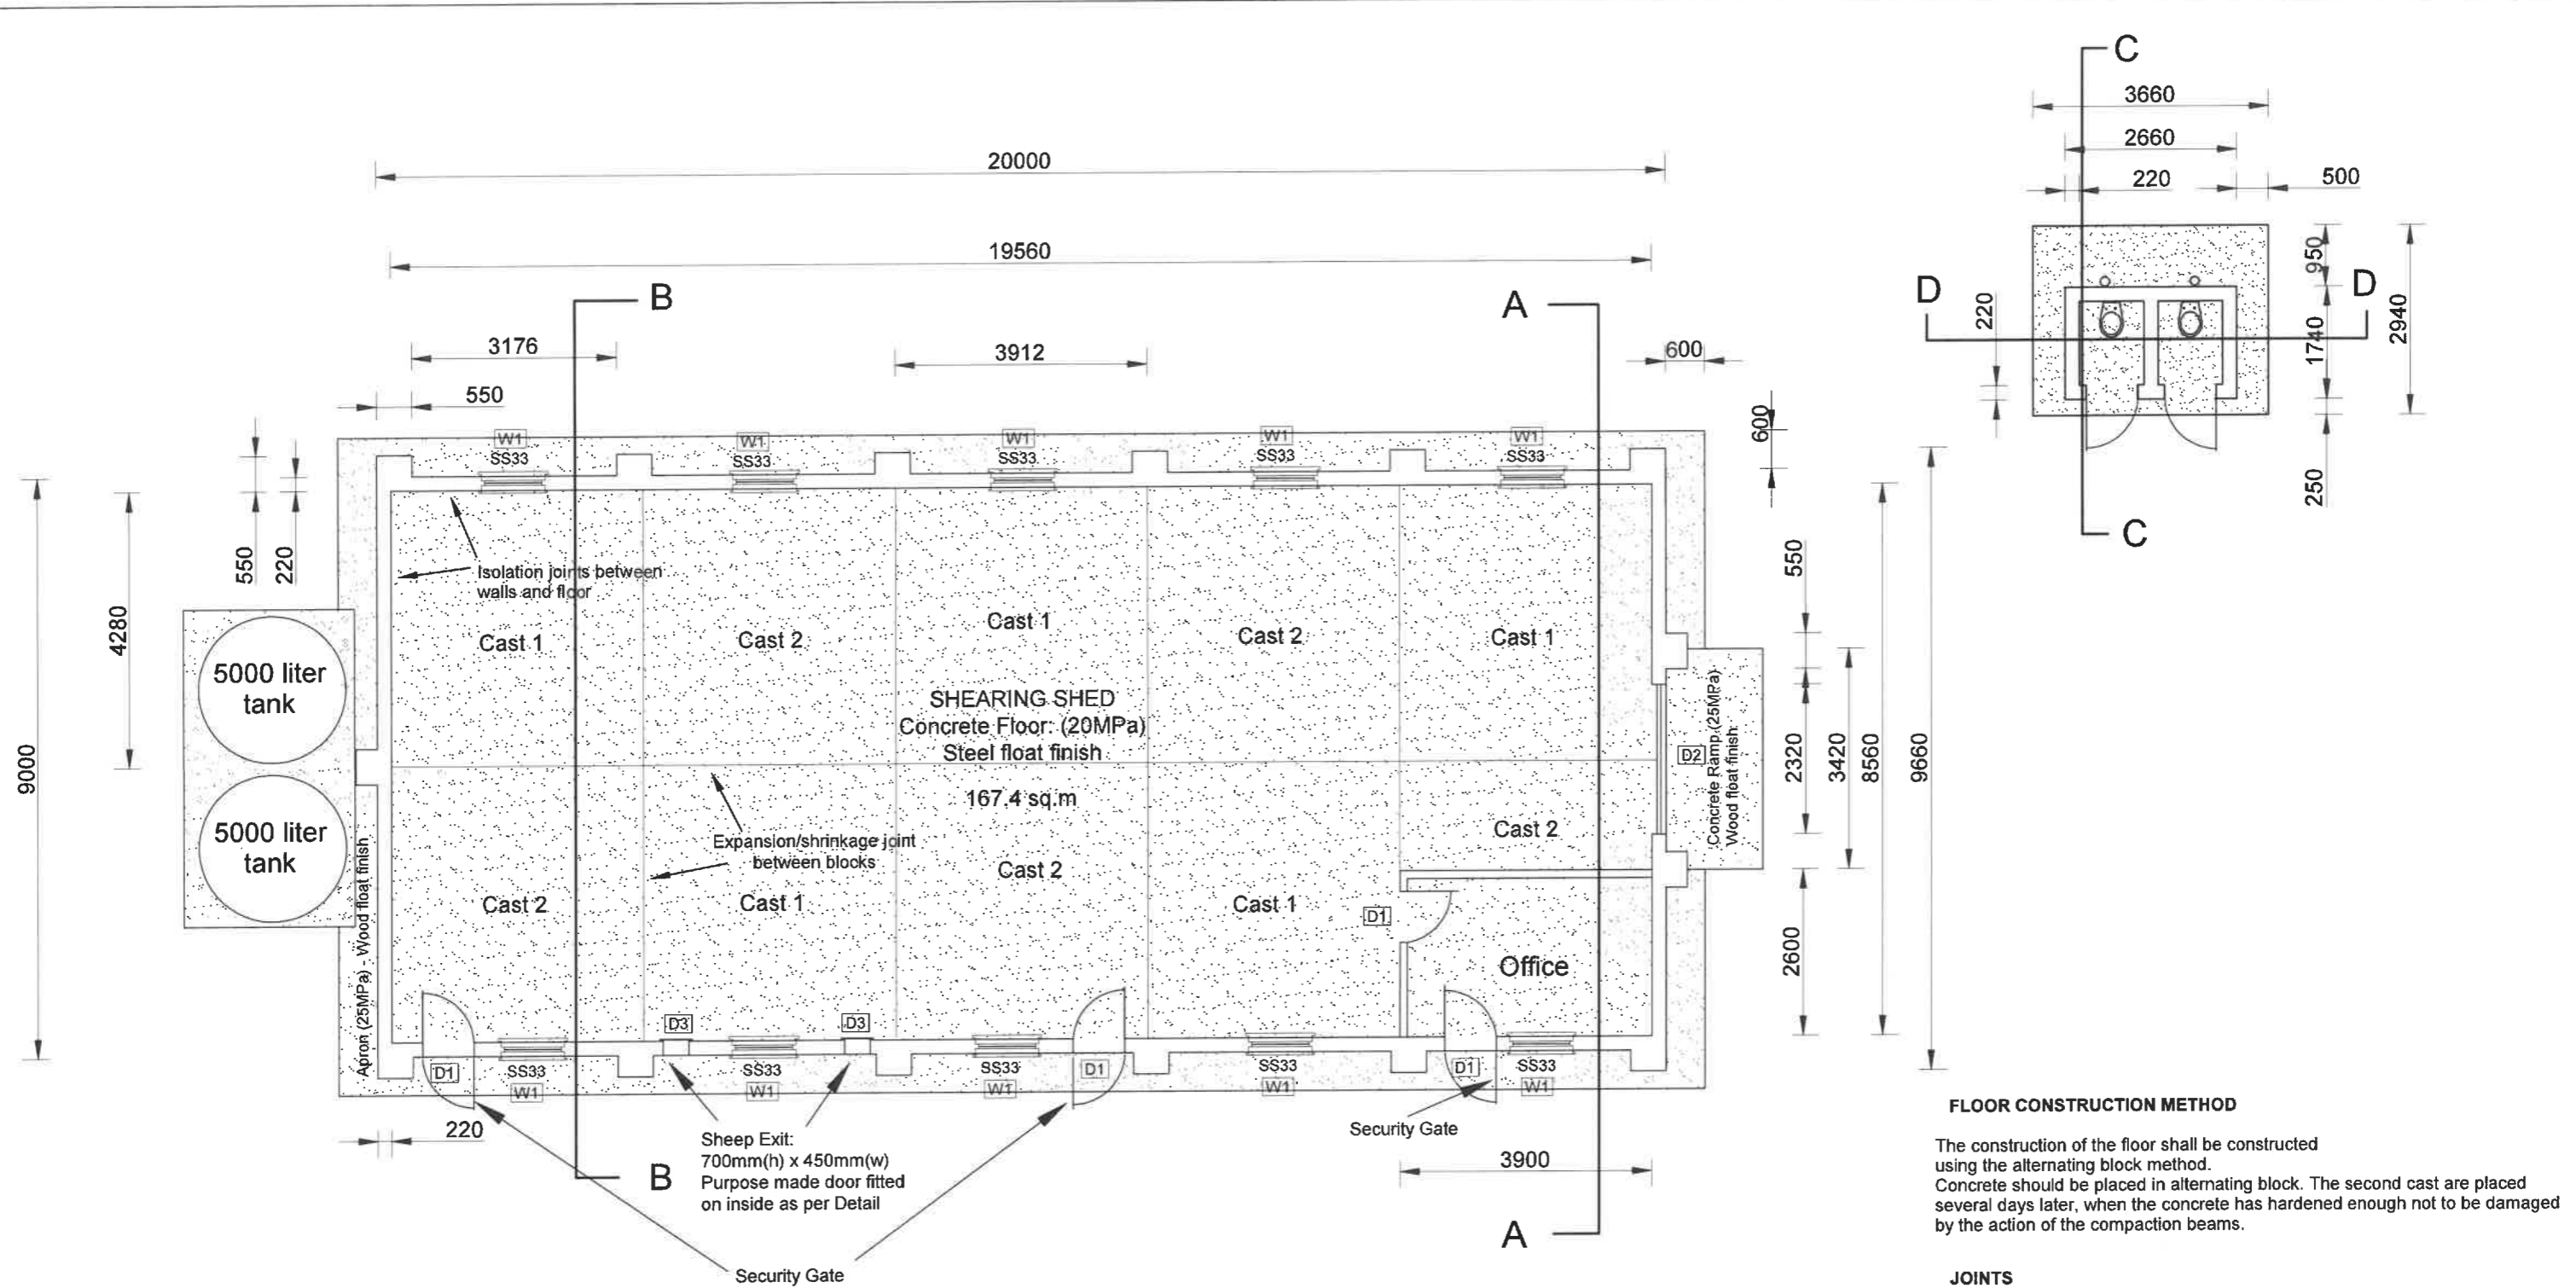 C
3660
2660
220
500
20000
19560
B
A
3176
3912
600
550
600
950
D
D
220
1740
2940
250
C
W1
W1
W1
W1
W1
SS33
SS33
SS33
SS33
SS33
550
220
4280
9000
Isolation joints between
walls and floor
Cast 1
Cast 2
Cast 1
Cast 2
Cast 1
5000 liter
tank
5000 liter
tank
SHEARING SHED
Concrete Floor: (20MPa)
Steel float finish
167.4 sq.m
Expansion/shrinkage joint
between blocks
Cast 2
Cast 1
Cast 2
Cast 1
Cast 2
D1
Office
D2
Concrete Ramp (25MPa)
Wood float finish
550
2320
3420
8560
9660
2600
Apron (25MPa) - Wood float finish
D3
D3
D1
SS33
W1
SS33
W1
SS33
W1
D1
SS33
W1
D1
SS33
W1
220
Sheep Exit:
700mm(h) x 450mm(w)
Purpose made door fitted
on inside as per Detail
B
Security Gate
Security Gate
3900
A
FLOOR CONSTRUCTION METHOD
The construction of the floor shall be constructed
using the alternating block method.
Concrete should be placed in alternating block. The second cast are placed
several days later, when the concrete has hardened enough not to be damaged
by the action of the compaction beams.
JOINTS